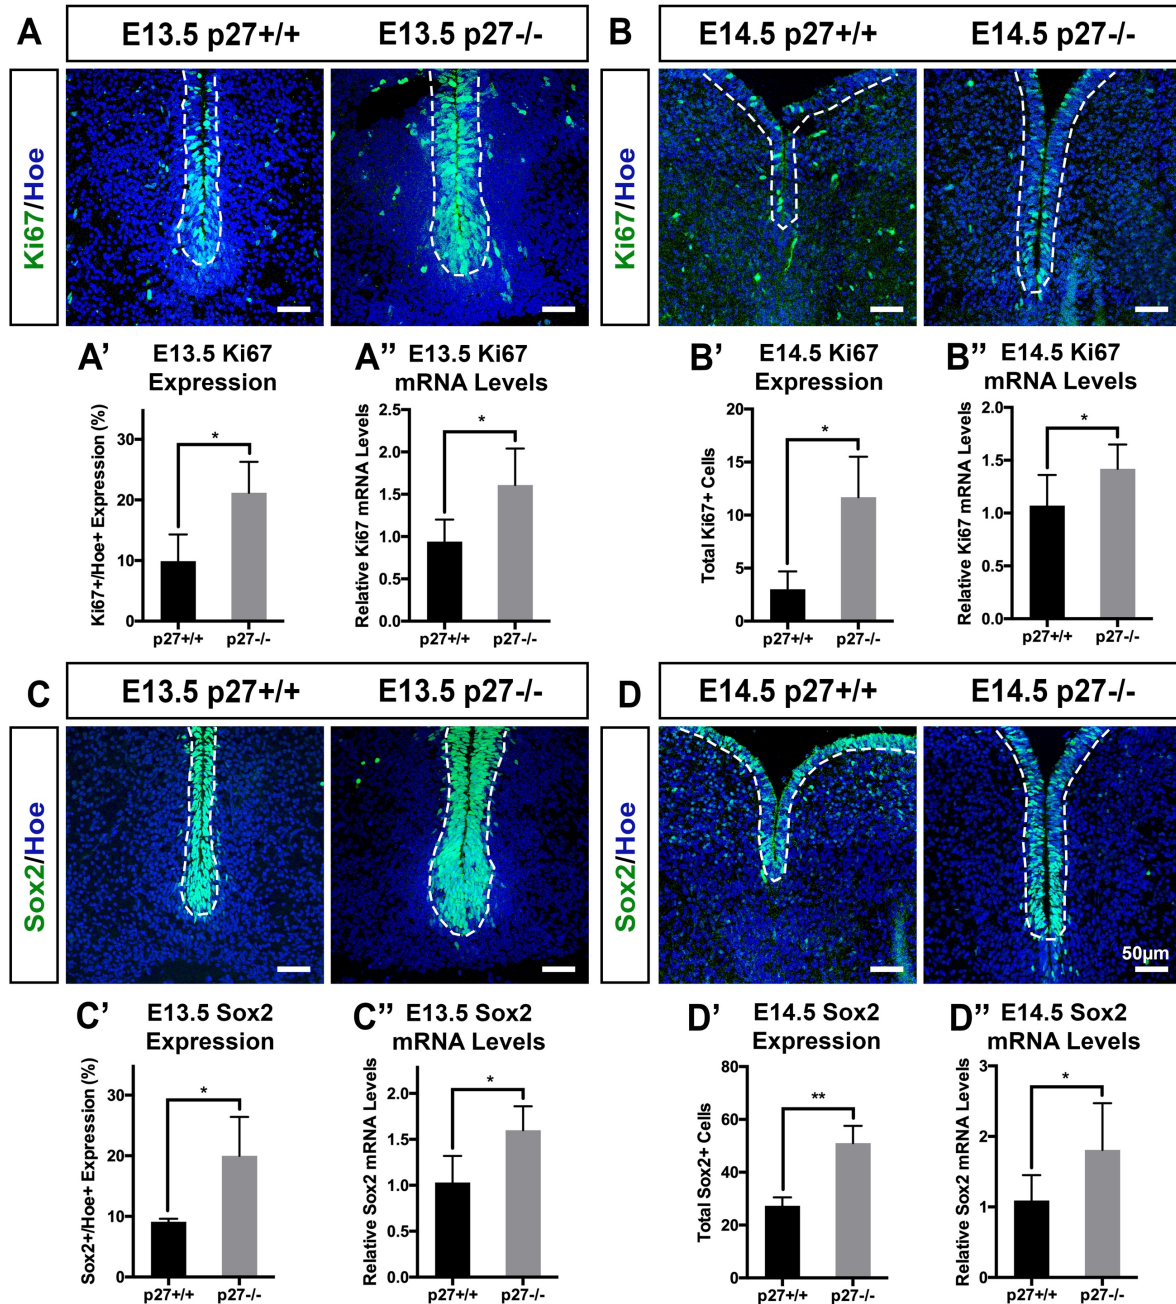 A
E13.5 p27+/+
E13.5 p27-/-
B
E14.5 p27+/+
E14.5 p27-/-
Ki67/Hoe
Ki67/Hoe
A'
E13.5 Ki67
Expression
Ki67+/Hoe+ Expression (%)
30
20
10
0
*
p27+/+
p27-/-
A''
E13.5 Ki67
mRNA Levels
Relative Ki67 mRNA Levels
2.5
2.0
1.5
1.0
0.5
0.0
*
p27+/+
p27-/-
B'
E14.5 Ki67
Expression
Total Ki67+ Cells
20
15
10
5
0
*
p27+/+
p27-/-
B''
E14.5 Ki67
mRNA Levels
Relative Ki67 mRNA Levels
2.0
1.5
1.0
0.5
0.0
*
p27+/+
p27-/-
C
E13.5 p27+/+
E13.5 p27-/-
D
E14.5 p27+/+
E14.5 p27-/-
Sox2/Hoe
Sox2/Hoe
50µm
C'
E13.5 Sox2
Expression
Sox2+/Hoe+ Expression (%)
30
20
10
0
*
p27+/+
p27-/-
C''
E13.5 Sox2
mRNA Levels
Relative Sox2 mRNA Levels
2.0
1.5
1.0
0.5
0.0
*
p27+/+
p27-/-
D'
E14.5 Sox2
Expression
Total Sox2+ Cells
80
60
40
20
0
**
p27+/+
p27-/-
D''
E14.5 Sox2
mRNA Levels
Relative Sox2 mRNA Levels
3
2
1
0
*
p27+/+
p27-/-